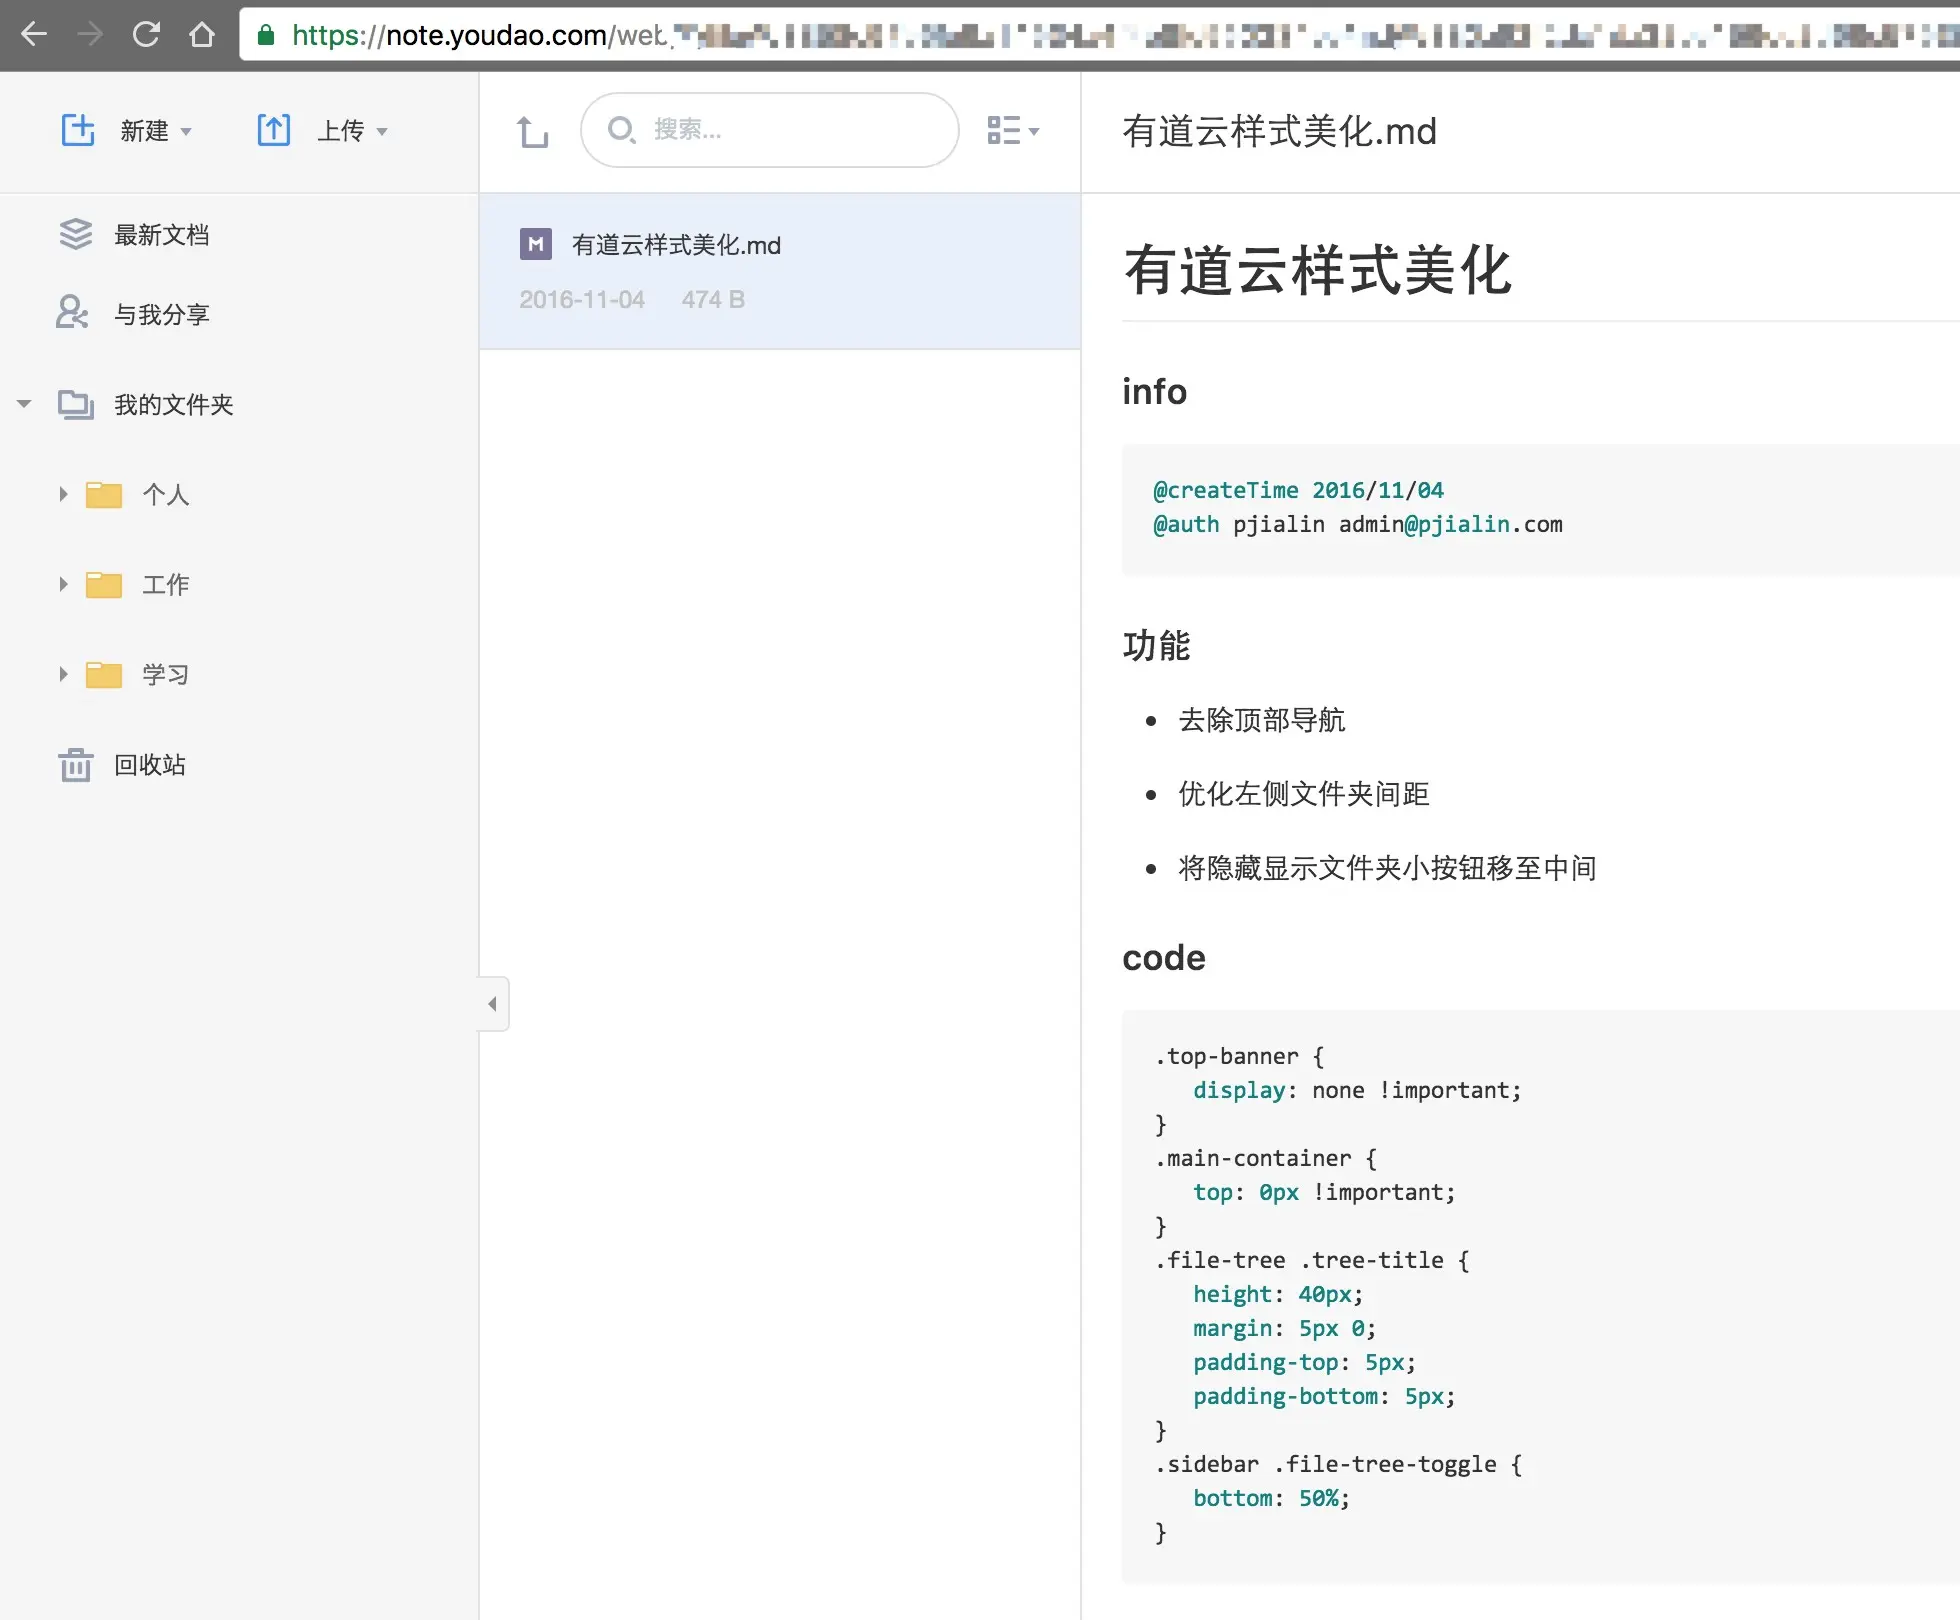 https://note.youdao.com/web
新建
上传
搜索...
有道云样式美化.md
最新文档
与我分享
我的文件夹
个人
工作
学习
回收站
M
有道云样式美化.md
2016-11-04 474 B
有道云样式美化
info
@createTime 2016/11/04
@auth pjialin admin@pjialin.com
功能
去除顶部导航
优化左侧文件夹间距
将隐藏显示文件夹小按钮移至中间
code
.top-banner {
display: none !important;
}
.main-container {
top: 0px !important;
}
.file-tree .tree-title {
height: 40px;
margin: 5px 0;
padding-top: 5px;
padding-bottom: 5px;
}
.sidebar .file-tree-toggle {
bottom: 50%;
}